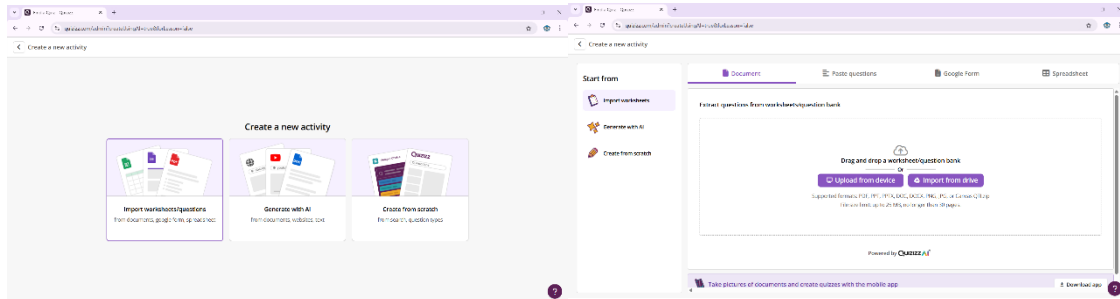 Create a new activity
Create a new activity
Import worksheets/questions
from documents, google form, spreadsheet
Generate with AI
from documents, websites, text
Create from scratch
from search, question types
Create a new activity
Start from
Import worksheets
Generate with AI
Create from scratch
Document
Paste questions
Google Form
Spreadsheet
Extract questions from worksheets/question bank
Drag and drop a worksheet/question bank
Or
Upload from device
Import from drive
Powered by Quizizz AI
Take pictures of documents and create quizzes with the mobile app
Download app